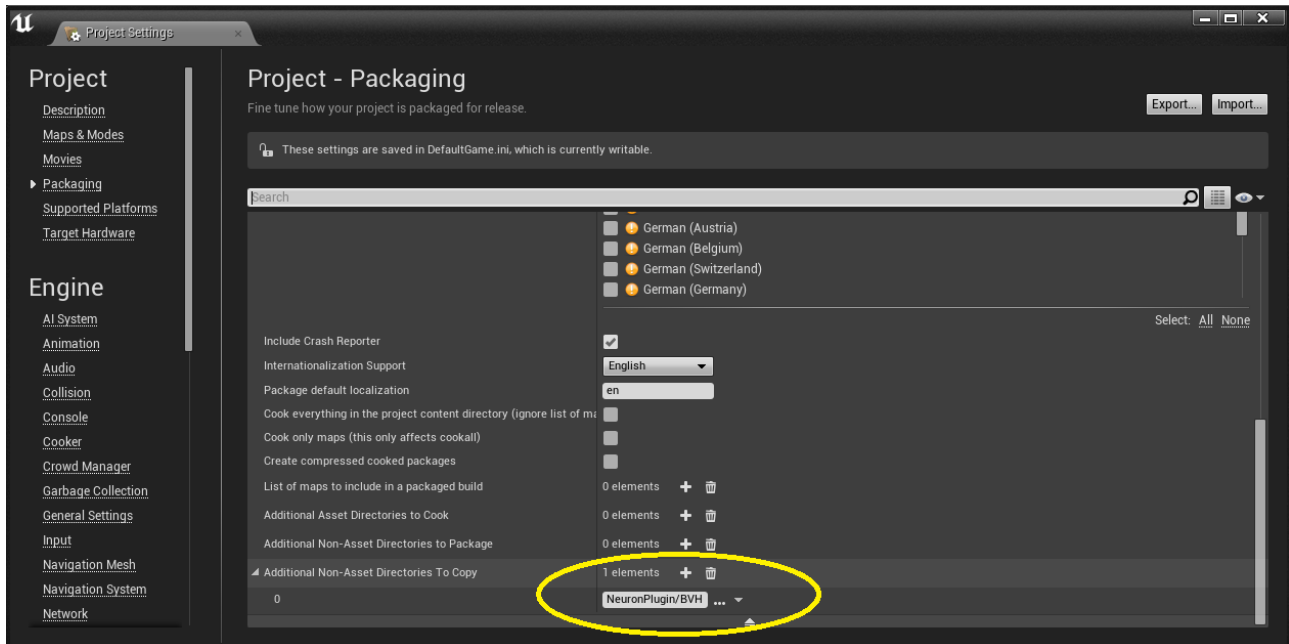 Project Settings
Project
Description
Maps & Modes
Movies
Packaging
Supported Platforms
Target Hardware
Engine
AI System
Animation
Audio
Collision
Console
Cooker
Crowd Manager
Garbage Collection
General Settings
Input
Navigation Mesh
Navigation System
Network
Project - Packaging
Fine tune how your project is packaged for release.
Export... Import...
These settings are saved in DefaultGame.ini, which is currently writable.
Search
German (Austria)
German (Belgium)
German (Switzerland)
German (Germany)
Select: All None
Include Crash Reporter
Internationalization Support English
Package default localization en
Cook everything in the project content directory (ignore list of ma
Cook only maps (this only affects cookall)
Create compressed cooked packages
List of maps to include in a packaged build 0 elements
Additional Asset Directories to Cook 0 elements
Additional Non-Asset Directories to Package 0 elements
Additional Non-Asset Directories To Copy 1 elements
0 NeuronPlugin/BVH ...